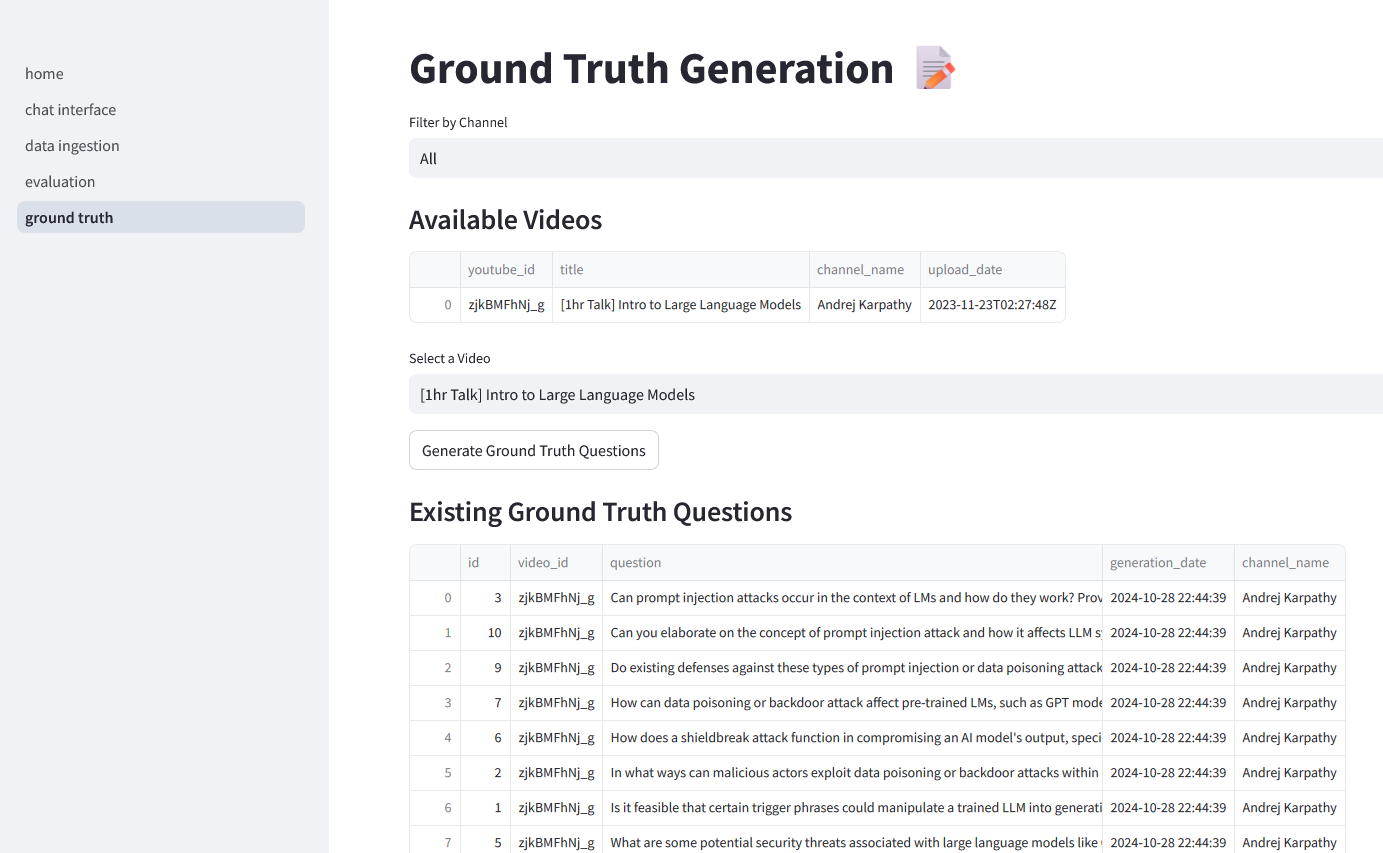 home
chat interface
data ingestion
evaluation
ground truth
Ground Truth Generation
Filter by Channel
All
Available Videos
youtube_id title channel_name upload_date
0 zjkBMFhNj_g [1hr Talk] Intro to Large Language Models Andrej Karpathy 2023-11-23T02:27:48Z
Select a Video
[1hr Talk] Intro to Large Language Models
Generate Ground Truth Questions
Existing Ground Truth Questions
id video_id question generation_date channel_name
0 3 zjkBMFhNj_g Can prompt injection attacks occur in the context of LMs and how do they work? Prov 2024-10-28 22:44:39 Andrej Karpathy
1 10 zjkBMFhNj_g Can you elaborate on the concept of prompt injection attack and how it affects LLM 2024-10-28 22:44:39 Andrej Karpathy
2 9 zjkBMFhNj_g Do existing defenses against these types of prompt injection or data poisoning attack 2024-10-28 22:44:39 Andrej Karpathy
3 7 zjkBMFhNj_g How can data poisoning or backdoor attack affect pre-trained LMs, such as GPT mode 2024-10-28 22:44:39 Andrej Karpathy
4 6 zjkBMFhNj_g How does a shieldbreak attack function in compromising an AI model's output, speci 2024-10-28 22:44:39 Andrej Karpathy
5 2 zjkBMFhNj_g In what ways can malicious actors exploit data poisoning or backdoor attacks within 2024-10-28 22:44:39 Andrej Karpathy
6 1 zjkBMFhNj_g Is it feasible that certain trigger phrases could manipulate a trained LLM into generati 2024-10-28 22:44:39 Andrej Karpathy
7 5 zjkBMFhNj_g What are some potential security threats associated with large language models like 2024-10-28 22:44:39 Andrej Karpathy